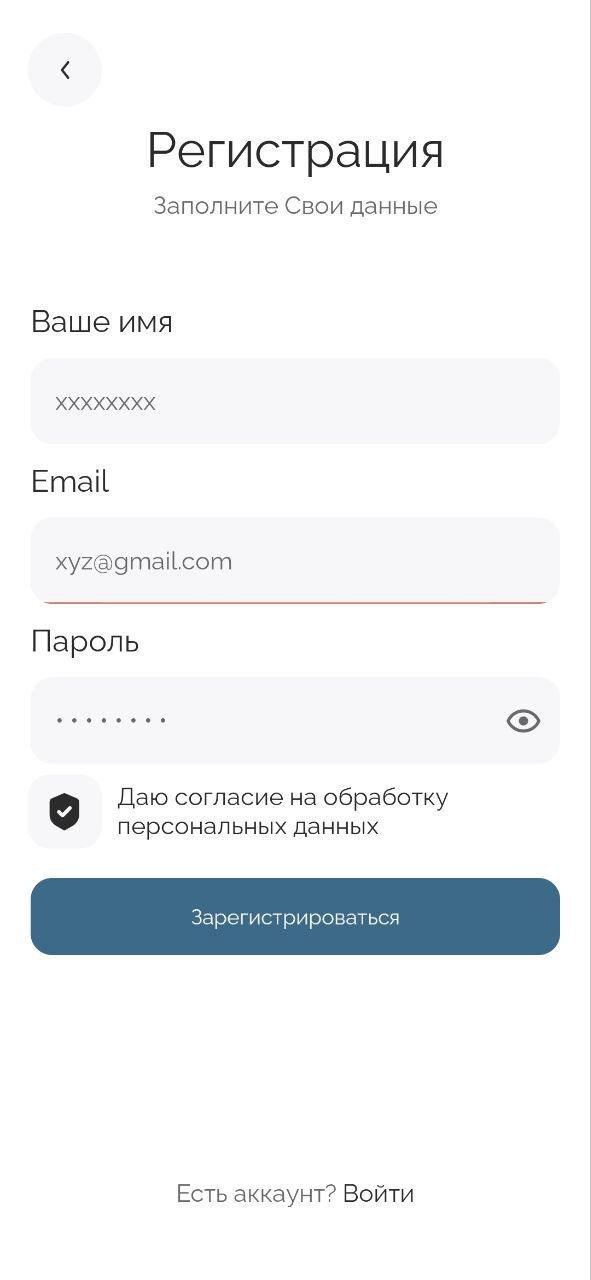 Регистрация
Заполните Свои данные
Ваше имя
xxxxxxxx
Email
xyz@gmail.com
Пароль
••••••••
Даю согласие на обработку
персональных данных
Зарегистрироваться
Есть аккаунт? Войти